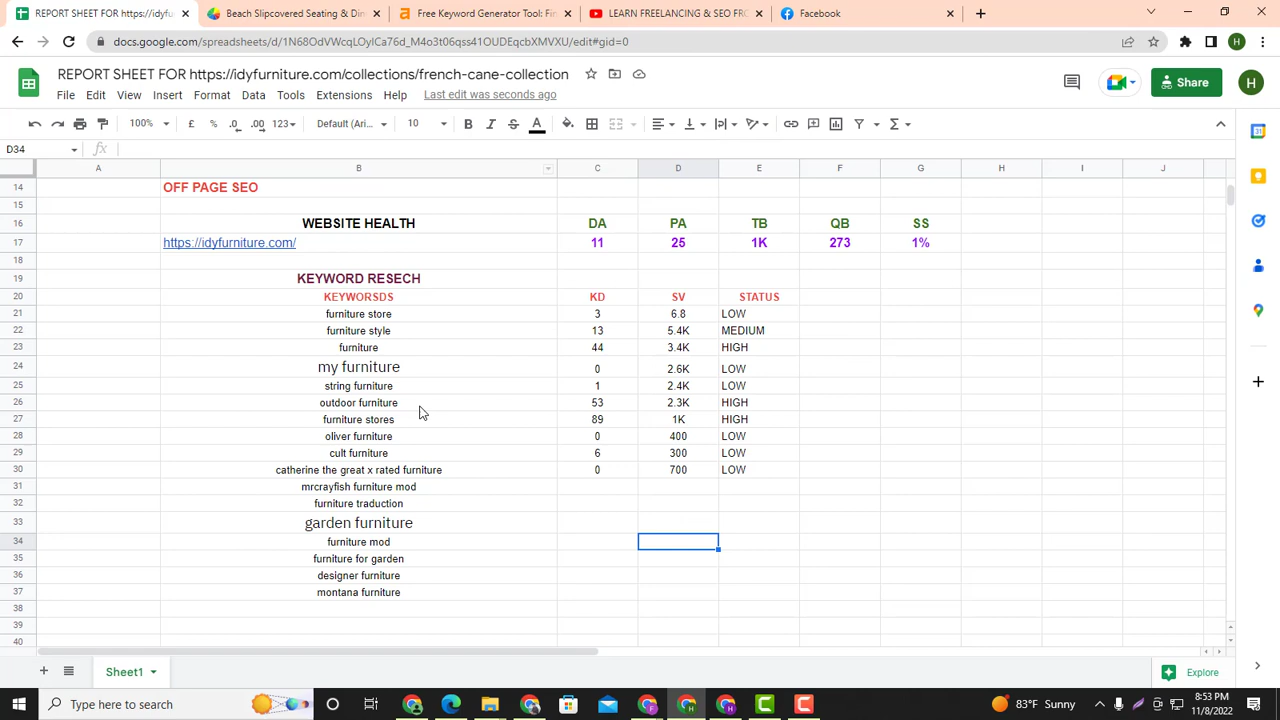 REPORT SHEET FOR https://idyfur
Beach Slipcovered Seating & Din
Free Keyword Generator Tool: Fin
LEARN FREELANCING & SEO FRO
Facebook
docs.google.com/spreadsheets/d/1N68OdVWcqLOyICa76d_M4o3t06qss41OUDEqcbXMVXU/edit#gid=0
H
REPORT SHEET FOR https://idyfurniture.com/collections/french-cane-collection
File Edit View Insert Format Data Tools Extensions Help Last edit was seconds ago
Share
H
100% £ % .0 .00 123 Default (Ari... 10 B I S A
D34 fx
A B C D E F G H I J
14 OFF PAGE SEO
15
16 WEBSITE HEALTH DA PA TB QB SS
17 https://idyfurniture.com/ 11 25 1K 273 1%
18
19 KEYWORD RESECH
20 KEYWORSDS KD SV STATUS
21 furniture store 3 6.8 LOW
22 furniture style 13 5.4K MEDIUM
23 furniture 44 3.4K HIGH
24 my furniture 0 2.6K LOW
25 string furniture 1 2.4K LOW
26 outdoor furniture 53 2.3K HIGH
27 furniture stores 89 1K HIGH
28 oliver furniture 0 400 LOW
29 cult furniture 6 300 LOW
30 catherine the great x rated furniture 0 700 LOW
31 mrcrayfish furniture mod
32 furniture traduction
33 garden furniture
34 furniture mod
35 furniture for garden
36 designer furniture
37 montana furniture
38
39
40
Sheet1
Explore
Type here to search
83°F Sunny
8:53 PM
11/8/2022